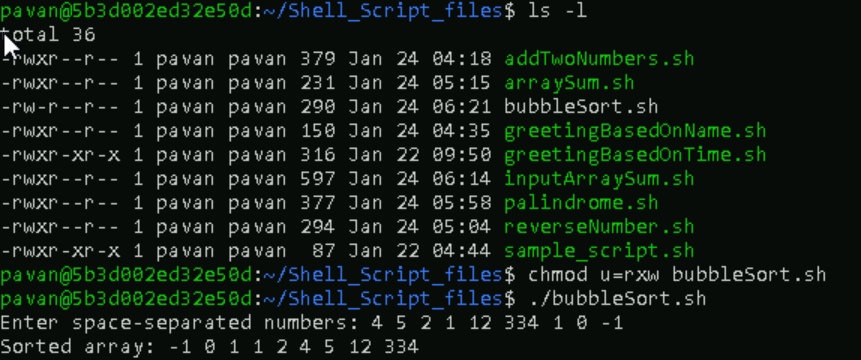 pavan@5b3d002ed32e50d:~/Shell_Script_files$ ls -l
total 36
-rwxr--r-- 1 pavan pavan 379 Jan 24 04:18 addTwoNumbers.sh
-rwxr--r-- 1 pavan pavan 231 Jan 24 05:15 arraySum.sh
-rw-r--r-- 1 pavan pavan 290 Jan 24 06:21 bubbleSort.sh
-rwxr--r-- 1 pavan pavan 150 Jan 24 04:35 greetingBasedOnName.sh
-rwxr-xr-x 1 pavan pavan 316 Jan 22 09:50 greetingBasedOnTime.sh
-rwxr--r-- 1 pavan pavan 597 Jan 24 06:14 inputArraySum.sh
-rwxr--r-- 1 pavan pavan 377 Jan 24 05:58 palindrome.sh
-rwxr--r-- 1 pavan pavan 294 Jan 24 05:04 reverseNumber.sh
-rwxr-xr-x 1 pavan pavan  87 Jan 22 04:44 sample_script.sh
pavan@5b3d002ed32e50d:~/Shell_Script_files$ chmod u=rxw bubbleSort.sh
pavan@5b3d002ed32e50d:~/Shell_Script_files$ ./bubbleSort.sh
Enter space-separated numbers: 4 5 2 1 12 334 1 0 -1
Sorted array: -1 0 1 1 2 4 5 12 334